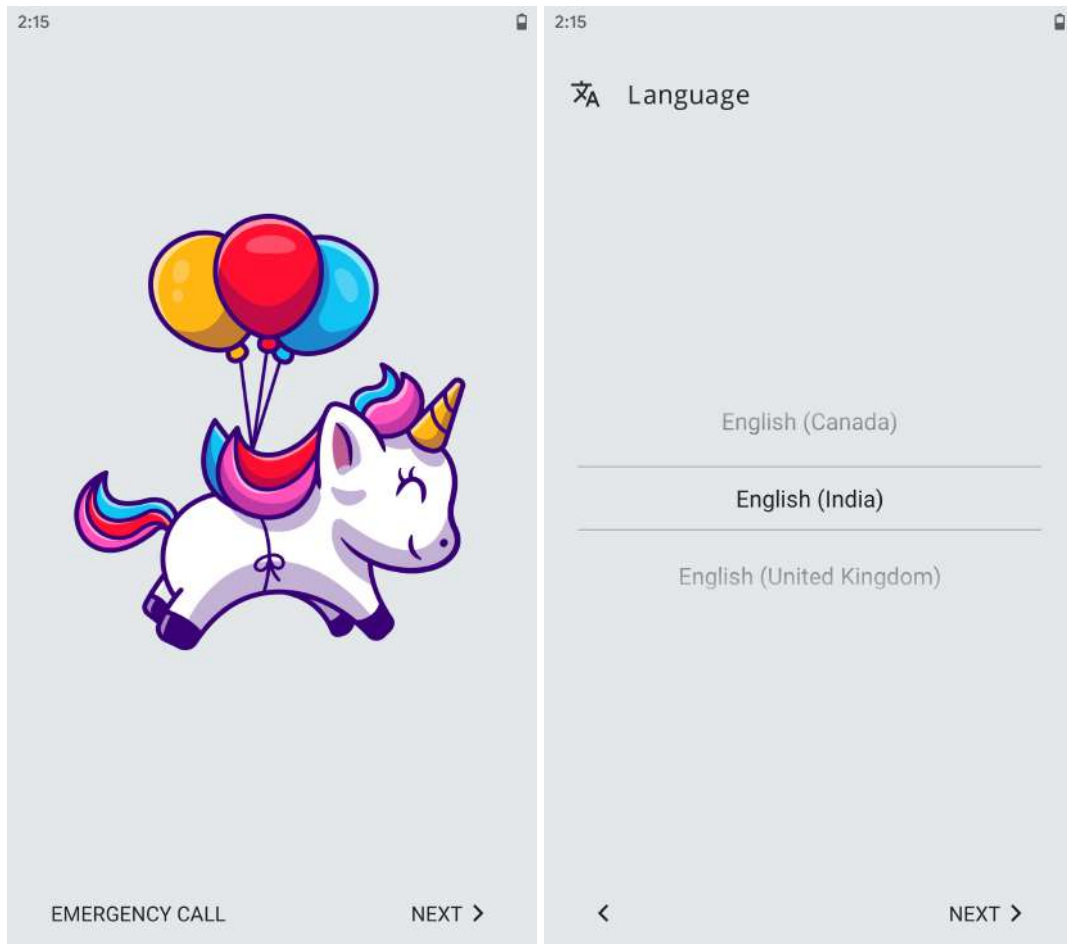 2:15
EMERGENCY CALL
NEXT
2:15
Language
English (Canada)
English (India)
English (United Kingdom)
NEXT